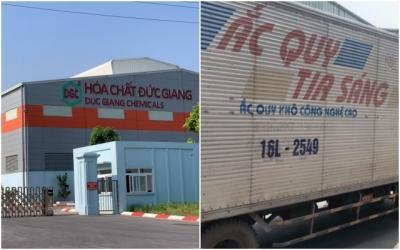 DGC
HÓA CHẤT ĐỨC GIANG
DUC GIANG CHEMICALS
ẮC QUY
TIA SÁNG
ẮC QUY KHÔ CÔNG NGHỆ CAO
16L - 2549